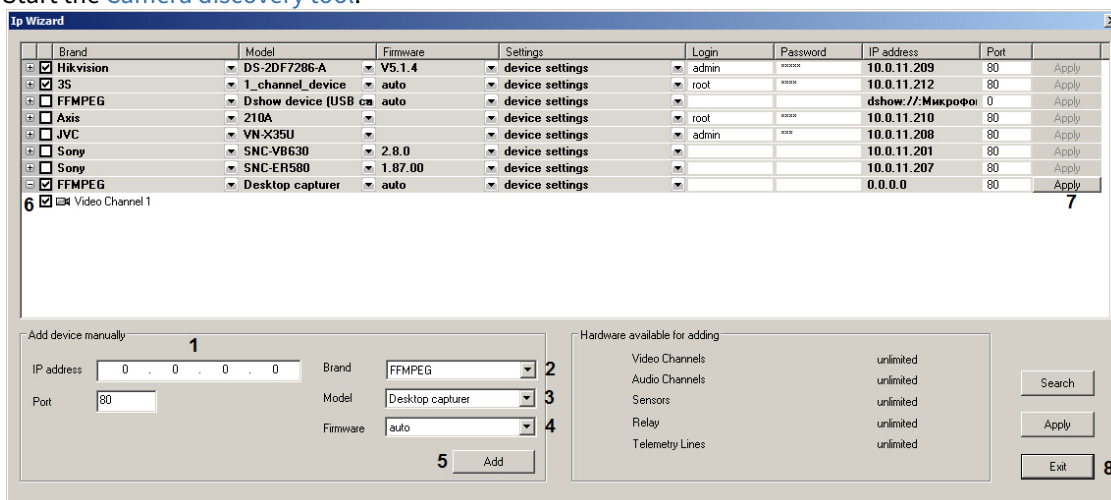 Start the Camera discovery tool.
Ip Wizard
Brand Model Firmware Settings Login Password IP address Port
Hikvision DS-2DF7286-A V5.1.4 device settings admin ××××× 10.0.11.209 80 Apply
3S 1_channel_device auto device settings root ×××× 10.0.11.212 80 Apply
FFMPEG Dshow device (USB ca auto device settings dshow://:Микрофо 0 Apply
Axis 210A device settings root ×××× 10.0.11.210 80 Apply
JVC VN-X35U device settings admin ××× 10.0.11.208 80 Apply
Sony SNC-VB630 2.8.0 device settings 10.0.11.201 80 Apply
Sony SNC-ER580 1.87.00 device settings 10.0.11.207 80 Apply
FFMPEG Desktop capturer auto device settings 0.0.0.0 80 Apply
6 Video Channel 1 7
Add device manually Hardware available for adding
1
IP address 0 . 0 . 0 . 0 Brand FFMPEG 2 Video Channels unlimited
Audio Channels unlimited Search
Port 80 Model Desktop capturer 3 Sensors unlimited
Firmware auto 4 Relay unlimited Apply
Telemetry Lines unlimited
5 Add Exit 8